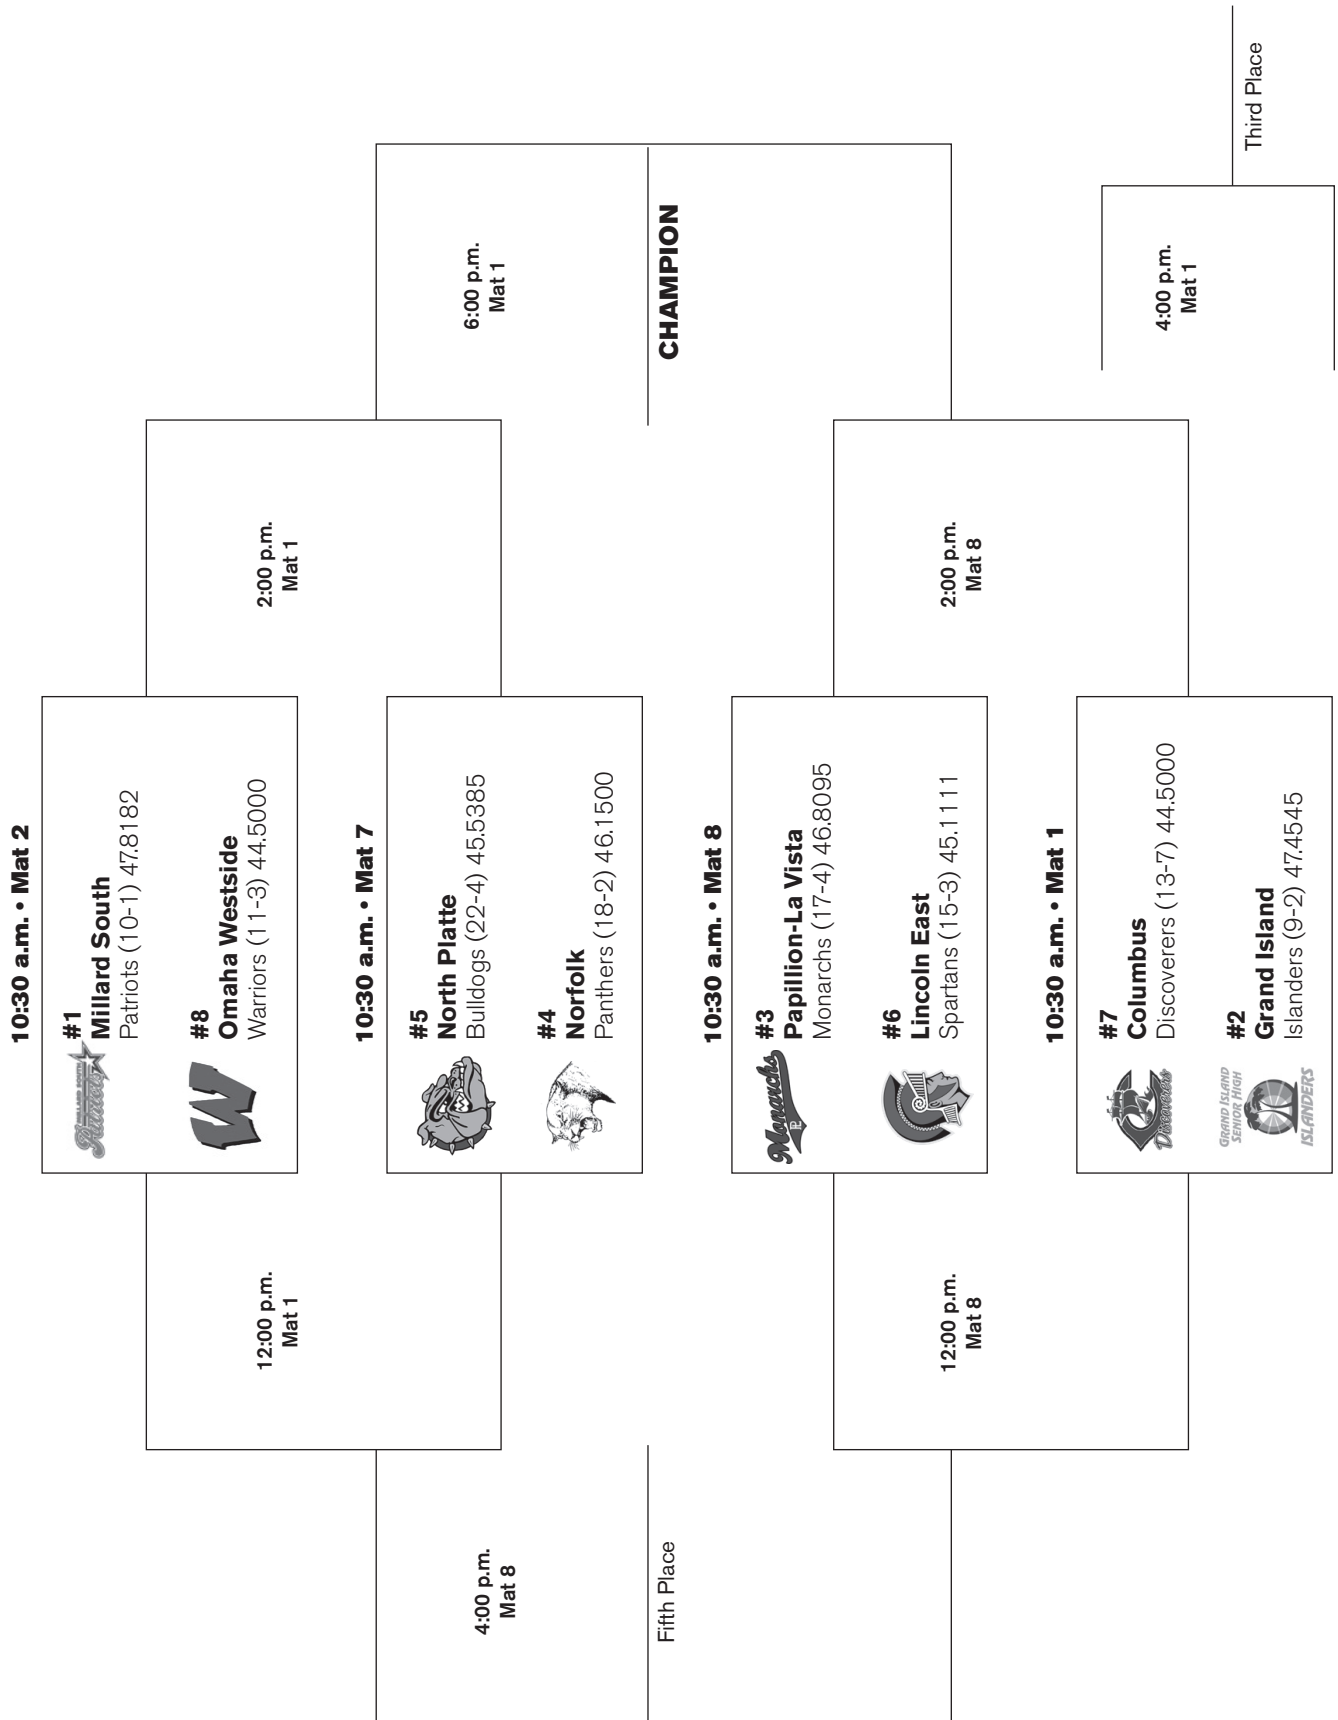 10:30 a.m. • Mat 2
MILLARD SOUTH
Patriots
#1
Millard South
Patriots (10-1) 47.8182
W
#8
Omaha Westside
Warriors (11-3) 44.5000
10:30 a.m. • Mat 7
#5
North Platte
Bulldogs (22-4) 45.5385
#4
Norfolk
Panthers (18-2) 46.1500
10:30 a.m. • Mat 8
Monarchs
#3
Papillion-La Vista
Monarchs (17-4) 46.8095
#6
Lincoln East
Spartans (15-3) 45.1111
10:30 a.m. • Mat 1
Discoverers
#7
Columbus
Discoverers (13-7) 44.5000
GRAND ISLAND
SENIOR HIGH
ISLANDERS
#2
Grand Island
Islanders (9-2) 47.4545
12:00 p.m.
Mat 1
12:00 p.m.
Mat 8
4:00 p.m.
Mat 8
Fifth Place
2:00 p.m.
Mat 1
2:00 p.m.
Mat 8
6:00 p.m.
Mat 1
CHAMPION
4:00 p.m.
Mat 1
Third Place